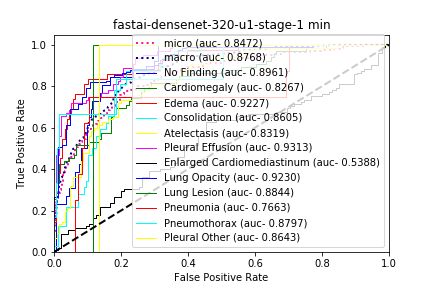 fastai-densenet-320-u1-stage-1 min
True Positive Rate
1.0
0.8
0.6
0.4
0.2
0.0
micro (auc- 0.8472)
macro (auc- 0.8768)
No Finding (auc- 0.8961)
Cardiomegaly (auc- 0.8267)
Edema (auc- 0.9227)
Consolidation (auc- 0.8605)
Atelectasis (auc- 0.8319)
Pleural Effusion (auc- 0.9313)
Enlarged Cardiomediastinum (auc- 0.5388)
Lung Opacity (auc- 0.9230)
Lung Lesion (auc- 0.8844)
Pneumonia (auc- 0.7663)
Pneumothorax (auc- 0.8797)
Pleural Other (auc- 0.8643)
0.0 0.2 0.4 0.6 0.8 1.0
False Positive Rate